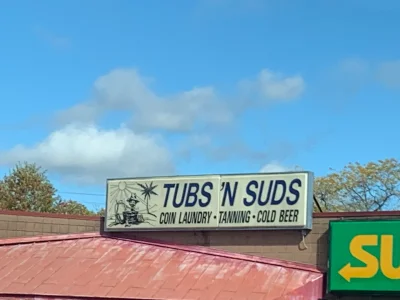 TUBS 'N SUDS
COIN LAUNDRY • TANNING • COLD BEER
SU